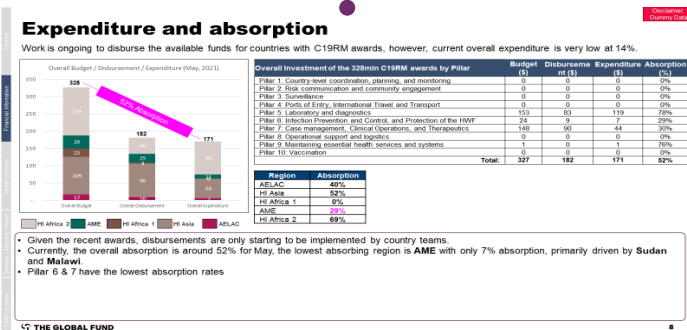 Disclaimer
Dummy Data
Expenditure and absorption
Work is ongoing to disburse the available funds for countries with C19RM awards, however, current overall expenditure is very low at 14%.
Financial Information
Overall Budget / Disbursement / Expenditure (May, 2021)
350
300
250
200
150
100
50
-
328
39
109
17
182
25
171
52% Absorption
Overall Budget
Overall Disbursement
Overall Expenditure
HI Africa 2 AME HI Africa 1 HI Asia AELAC
Overall Investment of the 328mln C19RM awards by Pillar Budget ($) Disburseme nt ($) Expenditure ($) Absorption (%)
Pillar 1: Country-level coordination, planning, and monitoring 0 0 0 0%
Pillar 2: Risk communication and community engagement 0 0 0 0%
Pillar 3: Surveillance 0 0 0 0%
Pillar 4: Ports of Entry, International Travel and Transport 0 0 0 0%
Pillar 5: Laboratory and diagnostics 153 83 119 78%
Pillar 6: Infection Prevention and Control, and Protection of the HWF 24 9 7 29%
Pillar 7: Case management, Clinical Operations, and Therapeutics 148 90 44 30%
Pillar 8: Operational support and logistics 0 0 0 0%
Pillar 9: Maintaining essential health services and systems 1 0 1 76%
Pillar 10: Vaccination 0 0 0 0%
Total: 327 182 171 52%
Region Absorption
AELAC 40%
HI Asia 52%
HI Africa 1 0%
AME 29%
HI Africa 2 69%
• Given the recent awards, disbursements are only starting to be implemented by country teams.
• Currently, the overall absorption is around 52% for May, the lowest absorbing region is AME with only 7% absorption, primarily driven by Sudan
and Malawi.
• Pillar 6 & 7 have the lowest absorption rates
THE GLOBAL FUND
8